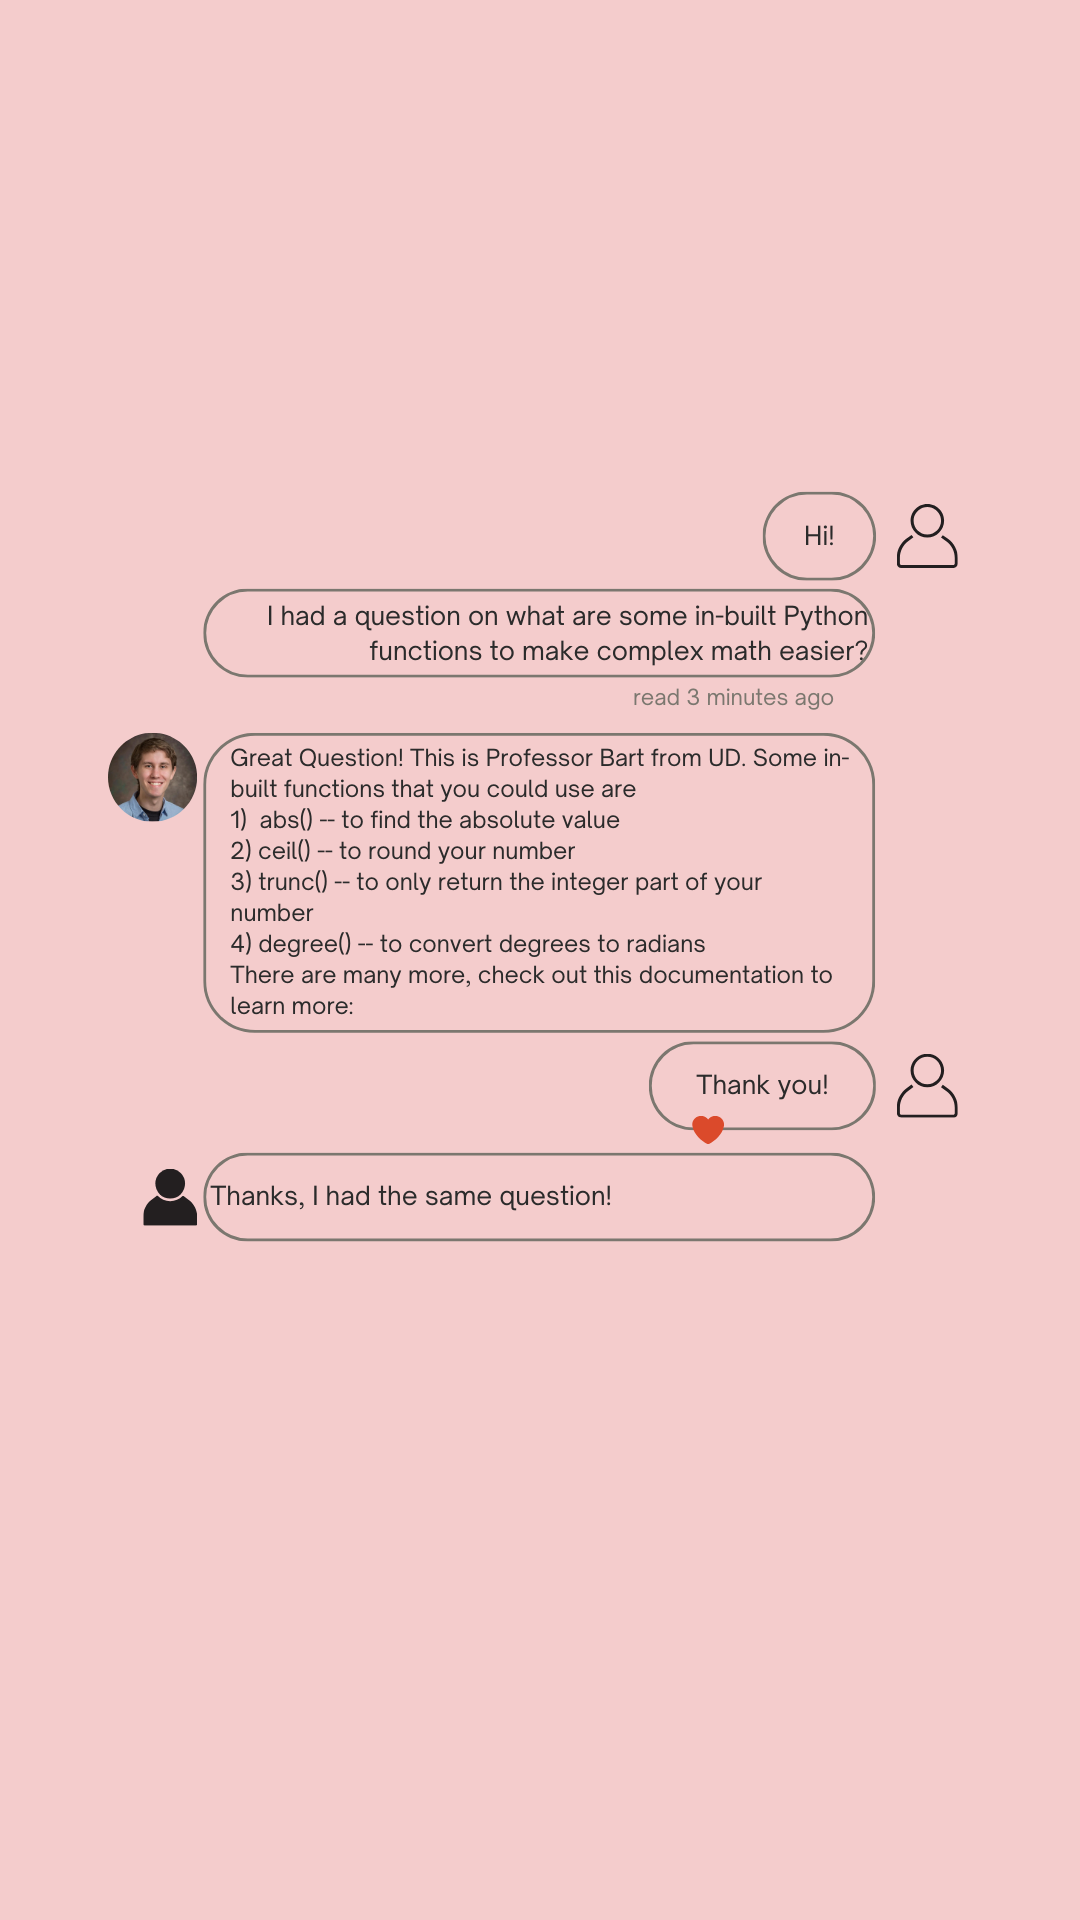 Hi!
I had a question on what are some in-built Python
functions to make complex math easier?
read 3 minutes ago
Great Question! This is Professor Bart from UD. Some in-
built functions that you could use are
1)  abs() -- to find the absolute value
2) ceil() -- to round your number
3) trunc() -- to only return the integer part of your
number
4) degree() -- to convert degrees to radians
There are many more, check out this documentation to
learn more:
Thank you!
Thanks, I had the same question!